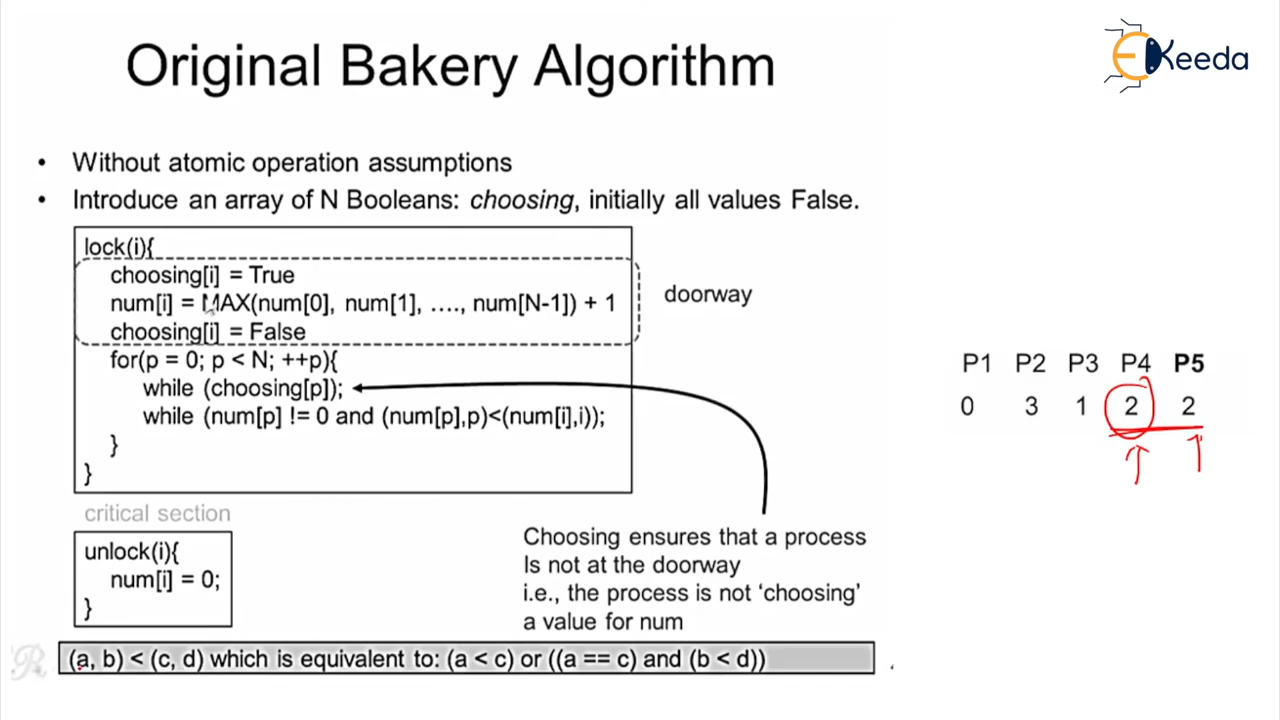 Original Bakery Algorithm
Keeda
• Without atomic operation assumptions
• Introduce an array of N Booleans: choosing, initially all values False.
lock(i){
choosing[i] = True
num[i] = MAX(num[0], num[1], …., num[N-1]) + 1
choosing[i] = False
for(p = 0; p < N; ++p){
while (choosing[p]);
while (num[p] != 0 and (num[p],p)<(num[i],i));
}
}
doorway
P1 P2 P3 P4 P5
0 3 1 2 2
critical section
unlock(i){
num[i] = 0;
}
Choosing ensures that a process
Is not at the doorway
i.e., the process is not ‘choosing’
a value for num
(a, b) < (c, d) which is equivalent to: (a < c) or ((a == c) and (b < d))